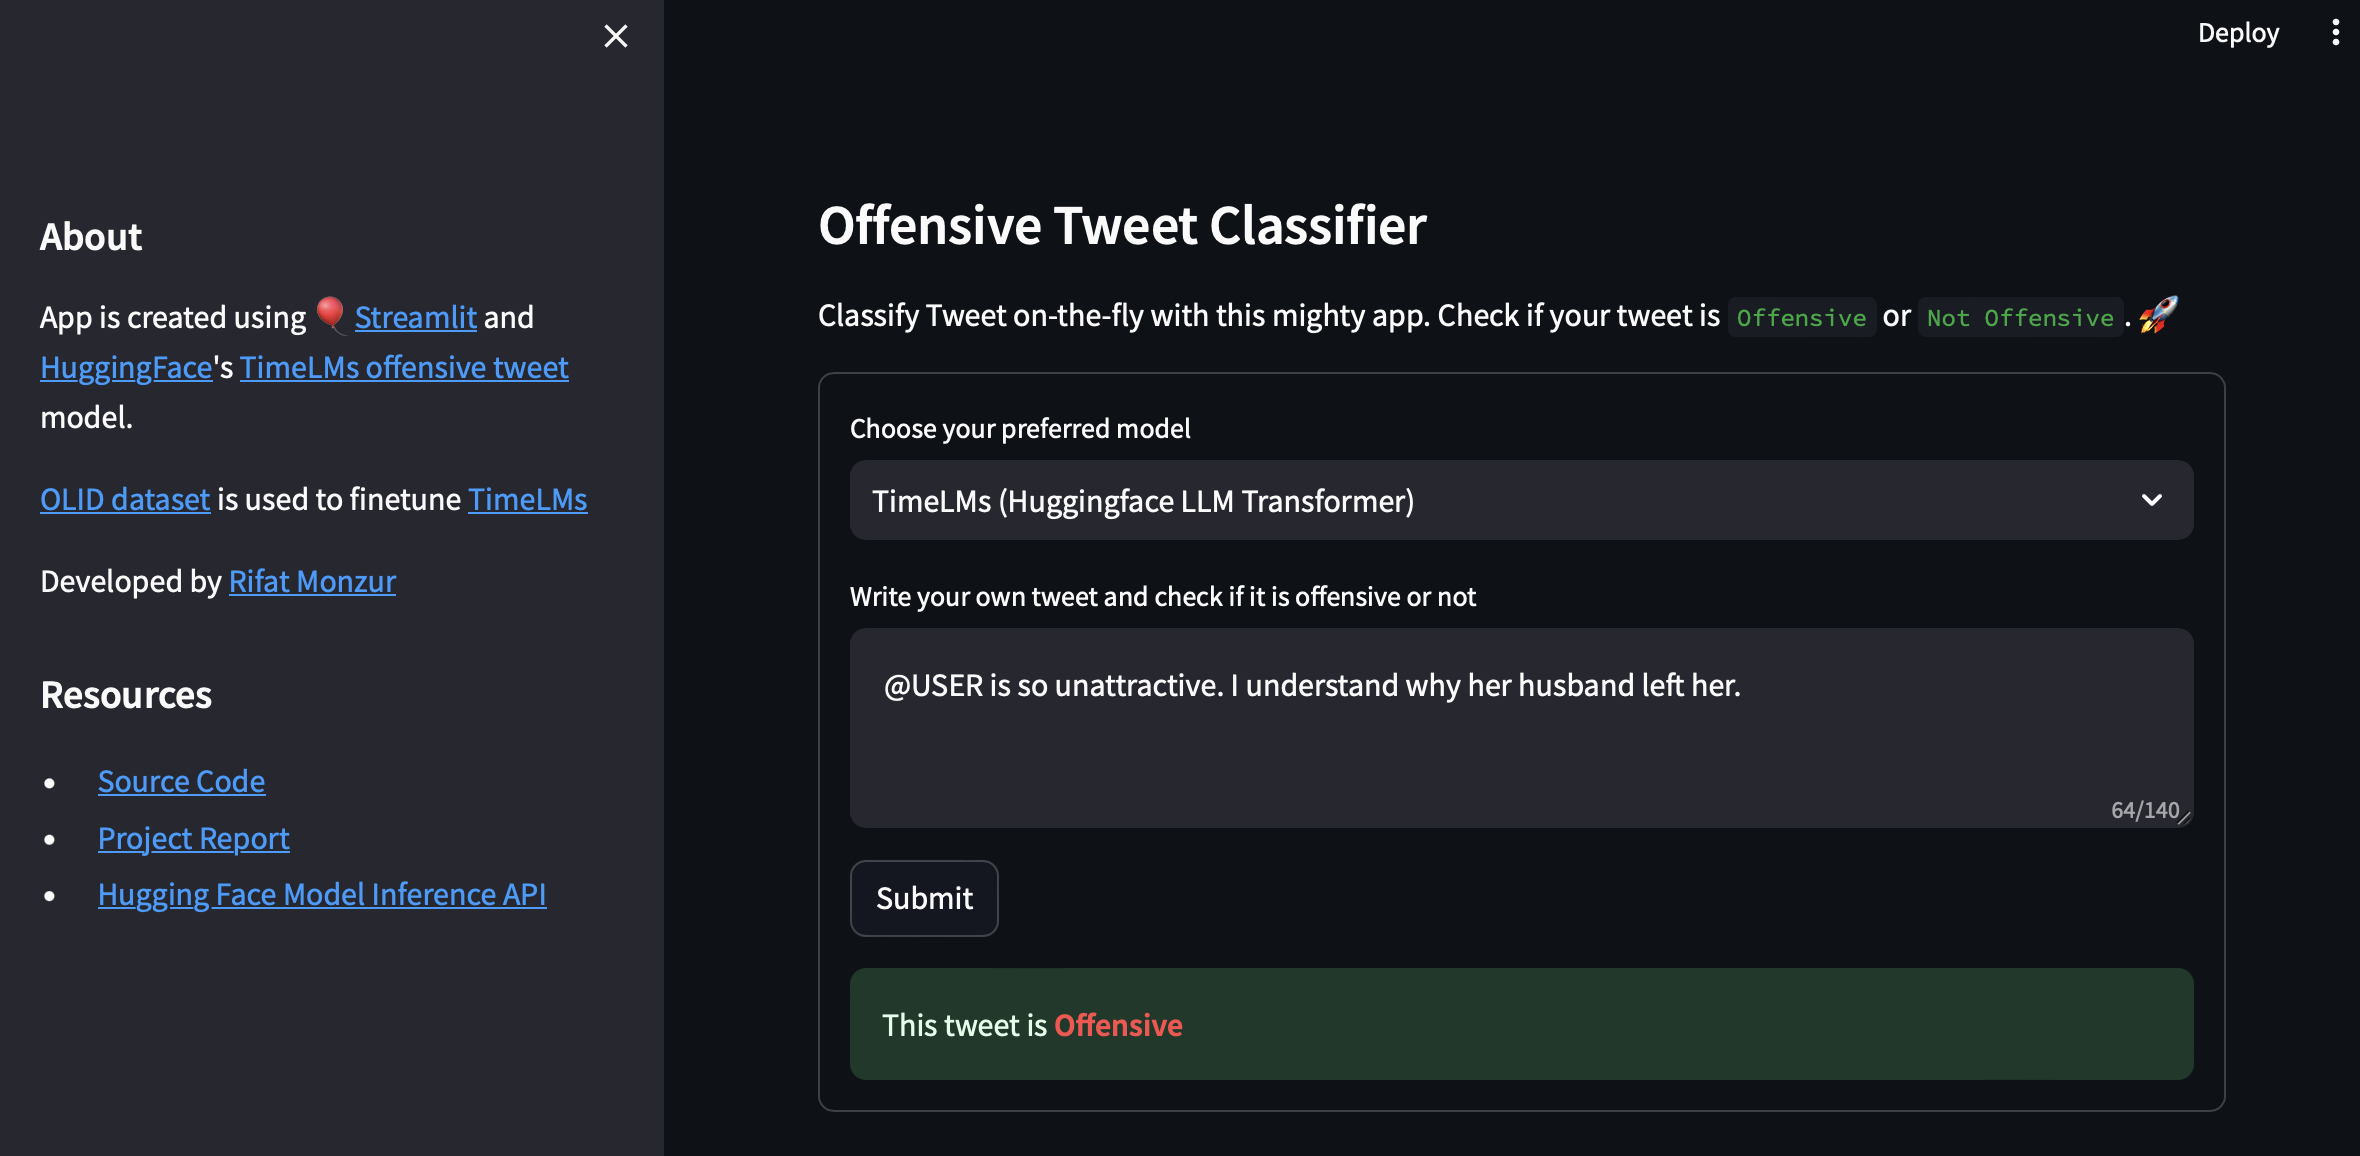 Deploy
About
App is created using 🎈 Streamlit and
HuggingFace's TimeLMs offensive tweet
model.
OLID dataset is used to finetune TimeLMs
Developed by Rifat Monzur
Resources
• Source Code
• Project Report
• Hugging Face Model Inference API
Offensive Tweet Classifier
Classify Tweet on-the-fly with this mighty app. Check if your tweet is Offensive or Not Offensive. 🚀
Choose your preferred model
TimeLMs (Huggingface LLM Transformer)
Write your own tweet and check if it is offensive or not
@USER is so unattractive. I understand why her husband left her.
64/140
Submit
This tweet is Offensive